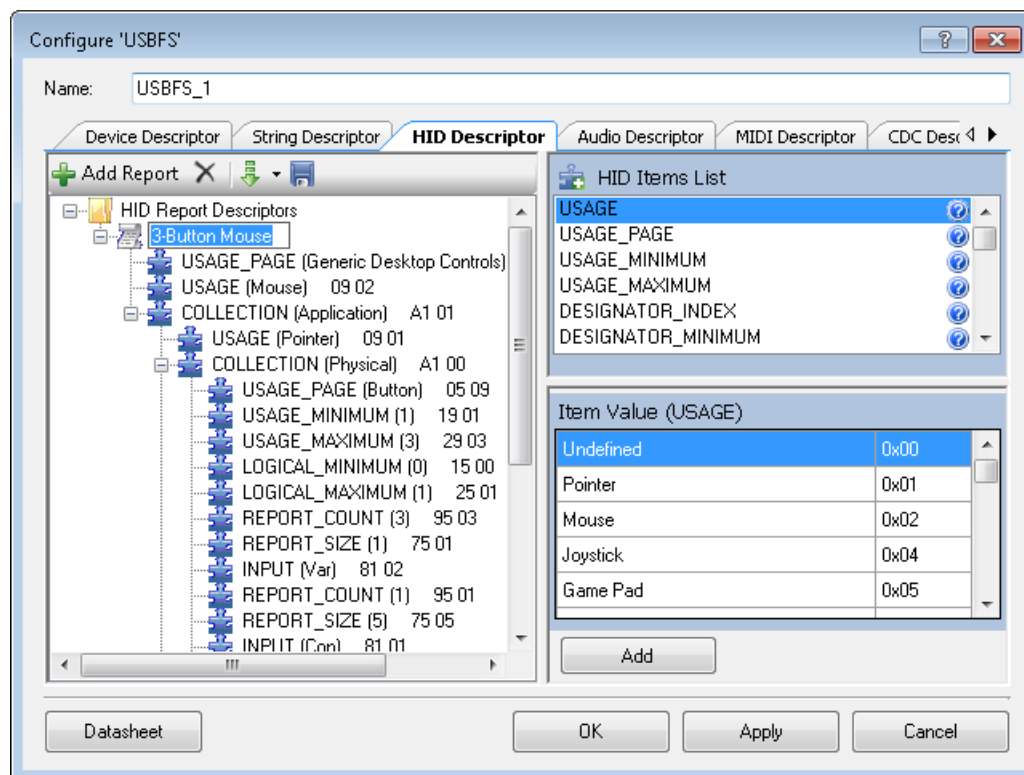 Configure 'USBFS'
Name: USBFS_1
Device Descriptor String Descriptor HID Descriptor Audio Descriptor MIDI Descriptor CDC Desc
Add Report
HID Report Descriptors
3-Button Mouse
USAGE_PAGE (Generic Desktop Controls)
USAGE (Mouse) 09 02
COLLECTION (Application) A1 01
USAGE (Pointer) 09 01
COLLECTION (Physical) A1 00
USAGE_PAGE (Button) 05 09
USAGE_MINIMUM (1) 19 01
USAGE_MAXIMUM (3) 29 03
LOGICAL_MINIMUM (0) 15 00
LOGICAL_MAXIMUM (1) 25 01
REPORT_COUNT (3) 95 03
REPORT_SIZE (1) 75 01
INPUT (Var) 81 02
REPORT_COUNT (1) 95 01
REPORT_SIZE (5) 75 05
INPUT (Con) 81 01
HID Items List
USAGE
USAGE_PAGE
USAGE_MINIMUM
USAGE_MAXIMUM
DESIGNATOR_INDEX
DESIGNATOR_MINIMUM
Item Value (USAGE)
Undefined 0x00
Pointer 0x01
Mouse 0x02
Joystick 0x04
Game Pad 0x05
Add
Datasheet OK Apply Cancel